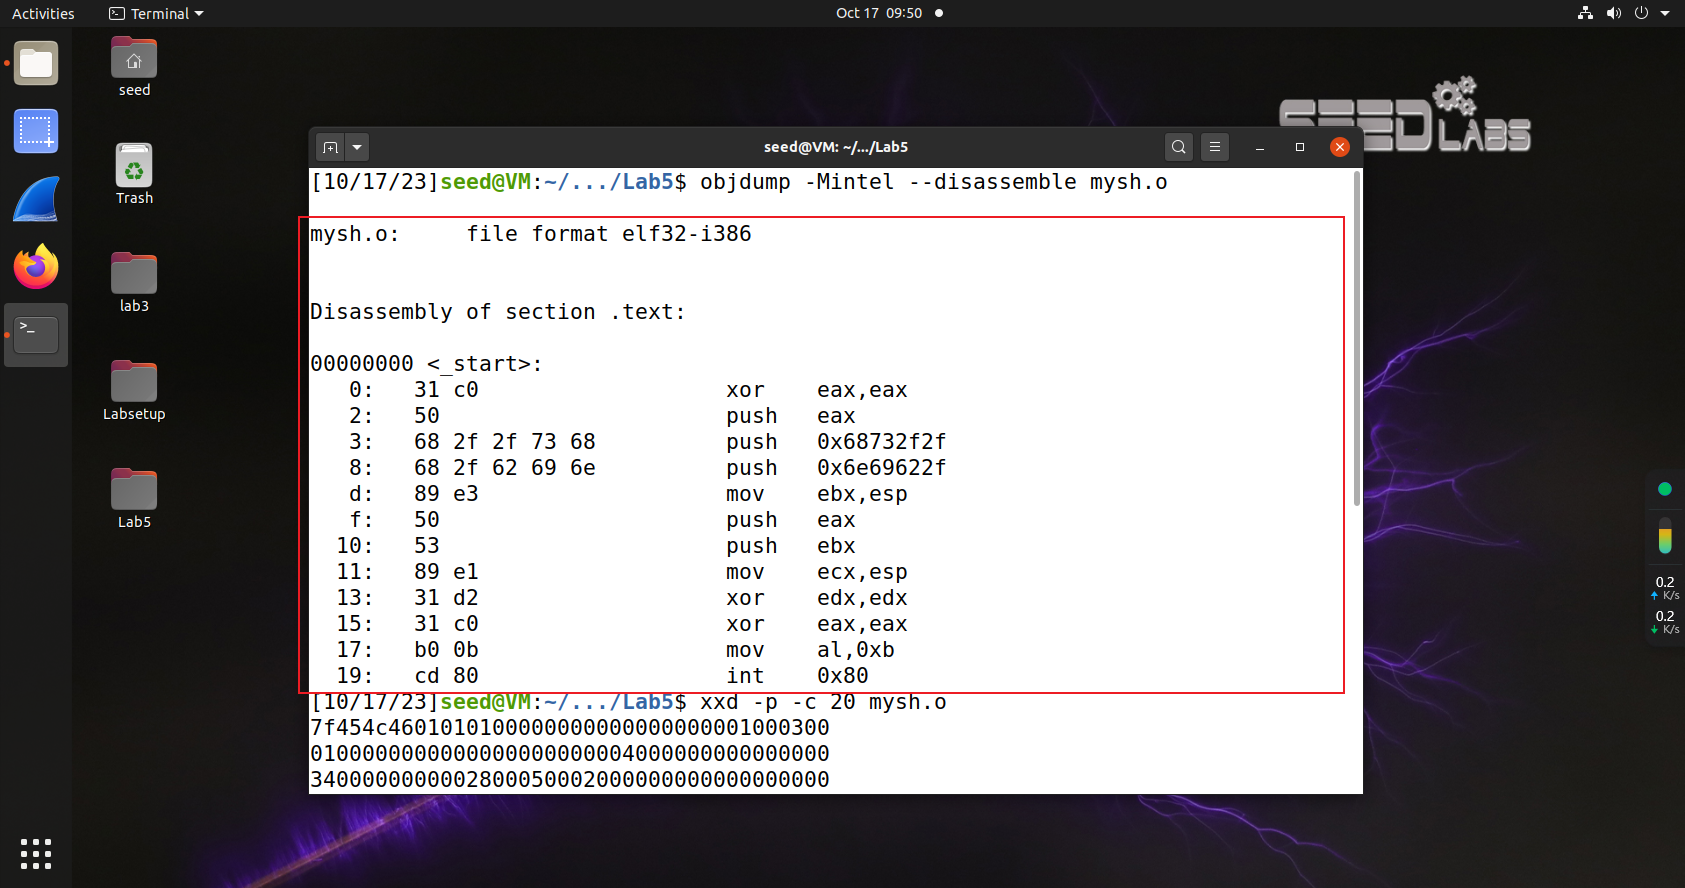 Activities
Terminal
Oct 17 09:50
seed
Trash
lab3
Labsetup
Lab5
SEED LABS
seed@VM: ~/.../Lab5
[10/17/23]seed@VM:~/.../Lab5$ objdump -Mintel --disassemble mysh.o
mysh.o:     file format elf32-i386
Disassembly of section .text:
00000000 <_start>:
   0:   31 c0                   xor    eax,eax
   2:   50                      push   eax
   3:   68 2f 2f 73 68          push   0x68732f2f
   8:   68 2f 62 69 6e          push   0x6e69622f
   d:   89 e3                   mov    ebx,esp
   f:   50                      push   eax
  10:   53                      push   ebx
  11:   89 e1                   mov    ecx,esp
  13:   31 d2                   xor    edx,edx
  15:   31 c0                   xor    eax,eax
  17:   b0 0b                   mov    al,0xb
  19:   cd 80                   int    0x80
[10/17/23]seed@VM:~/.../Lab5$ xxd -p -c 20 mysh.o
7f454c4601010100000000000000000001000300
0100000000000000000000004000000000000000
3400000000002800050002000000000000000000
0.2
K/s
0.2
K/s